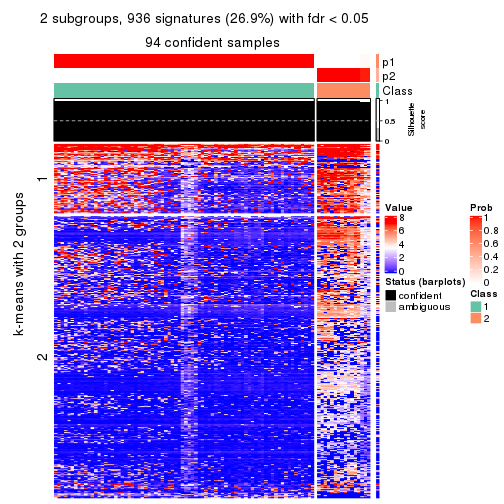 2 subgroups, 936 signatures (26.9%) with fdr < 0.05
94 confident samples
p1
p2
Class
1
0.5
0
Silhouette
score
k-means with 2 groups
1
2
Value
8
6
4
2
0
Prob
1
0.8
0.6
0.4
0.2
0
Status (barplots)
confident
ambiguous
Class
1
2